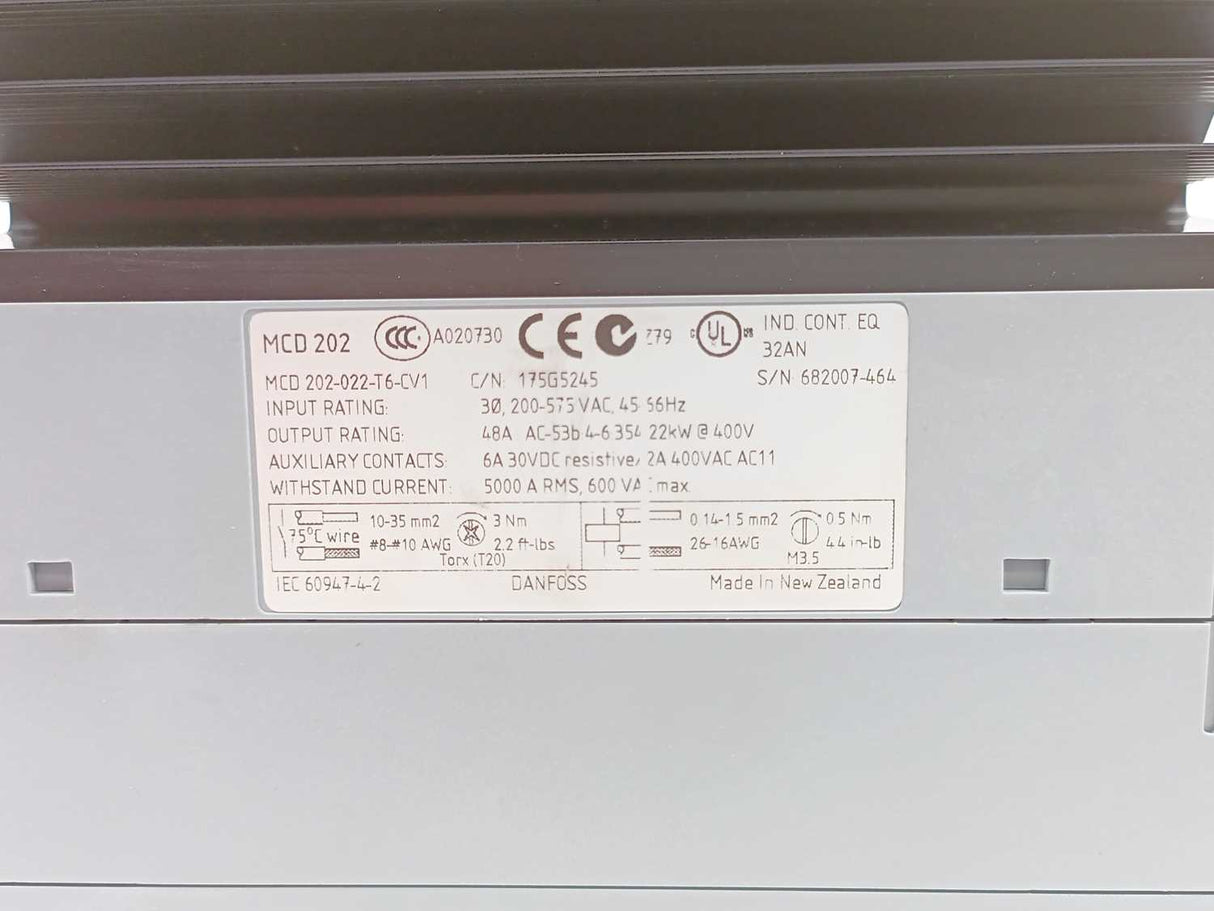 MCD 202 CCC A020730 CE Z79 c UL us IND. CONT. EQ.
32AN
MCD 202-022-T6-CV1 C/N: 175G5245 S/N: 682007-464
INPUT RATING: 3Ø, 200-575 VAC, 45-66Hz
OUTPUT RATING: 48A: AC-53b 4-6:354 22kW @ 400V
AUXILIARY CONTACTS: 6A 30VDC resistive/ 2A 400VAC AC11
WITHSTAND CURRENT: 5000 A RMS, 600 VAC max.
75°C wire 10-35 mm2 3 Nm 0.14-1.5 mm2 0.5 Nm
#8-#10 AWG 2.2 ft-lbs 26-16AWG 4.4 in-lb
Torx (T20) M3.5
IEC 60947-4-2 DANFOSS Made In New Zealand